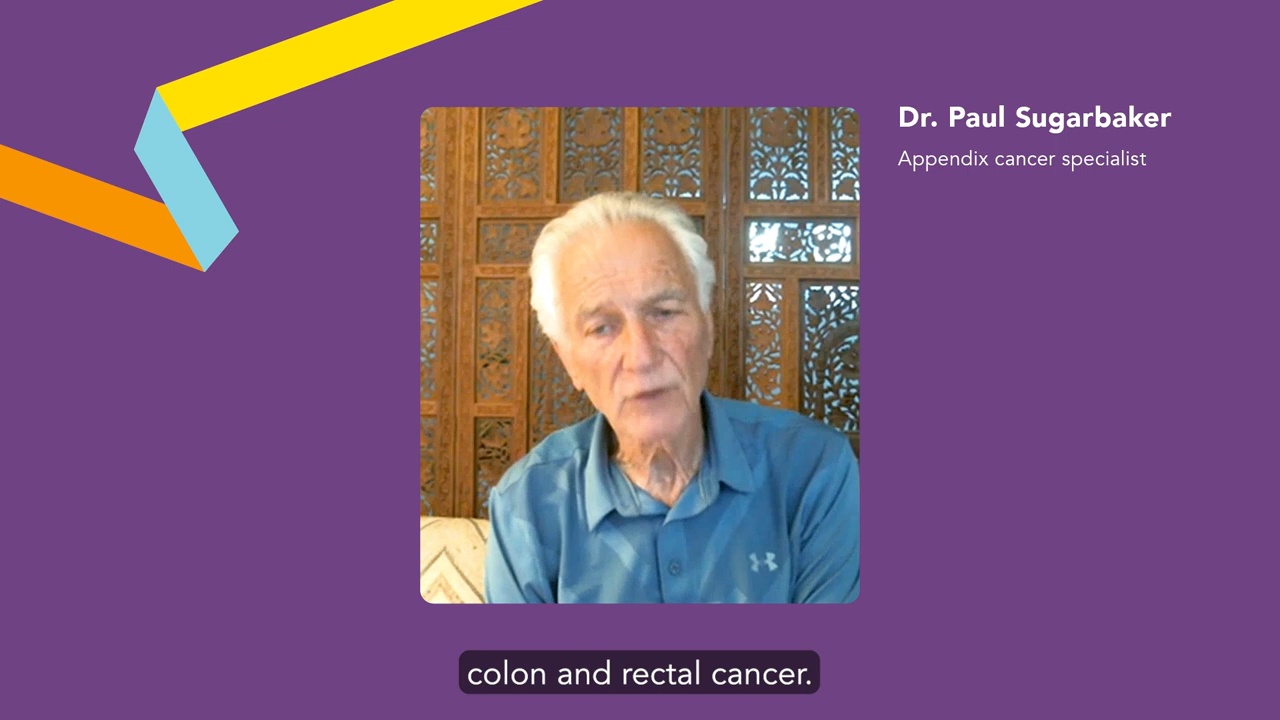 Dr. Paul Sugarbaker
Appendix cancer specialist
colon and rectal cancer.